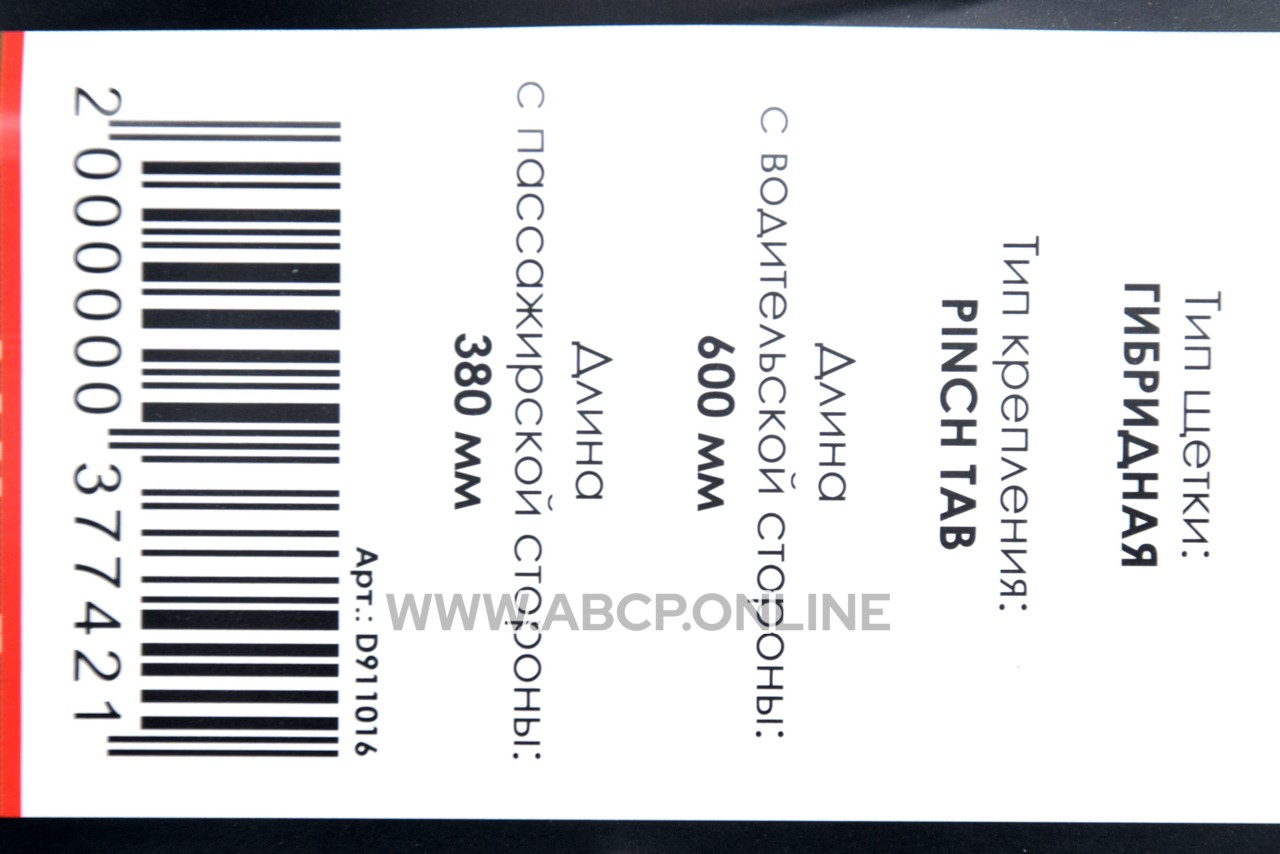 Тип щетки:
ГИБРИДНАЯ
Тип крепления:
PINCH TAB
Длина
с водительской стороны:
600 мм
Длина
с пассажирской стороны:
380 мм
Арт.: D911016
2 000000 377421
WWW.ABCP.ONLINE